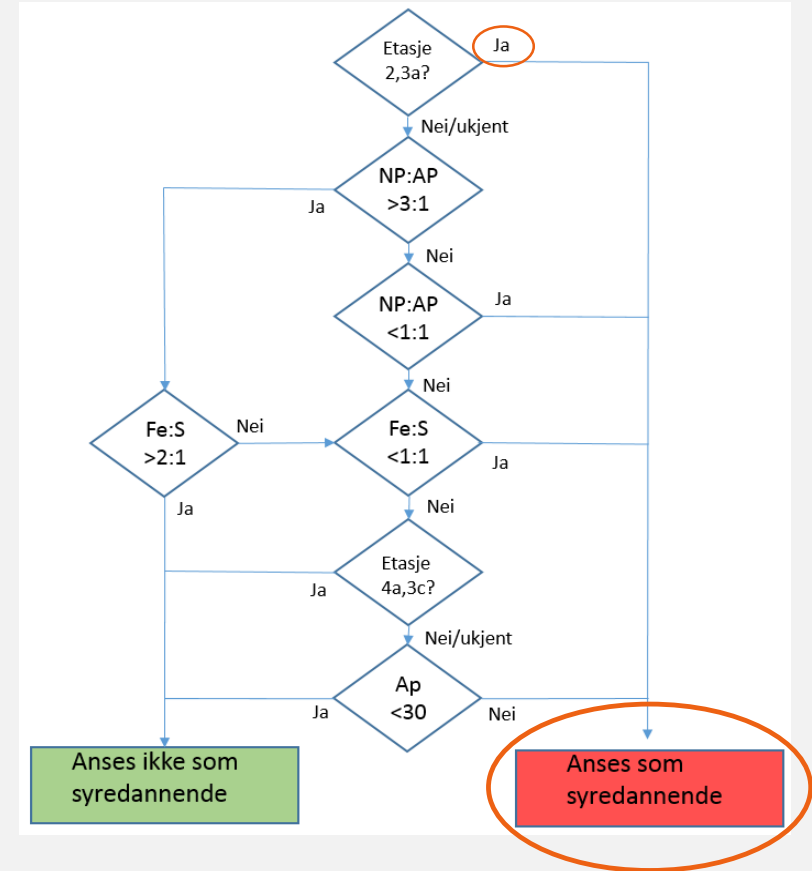 Etasje
2,3a?
Ja
Nei/ukjent
NP:AP
>3:1
Ja
Nei
NP:AP
<1:1
Ja
Nei
Fe:S
>2:1
Nei
Fe:S
<1:1
Ja
Ja
Nei
Etasje
4a,3c?
Ja
Nei/ukjent
Ap
<30
Ja
Nei
Anses ikke som
syredannende
Anses som
syredannende